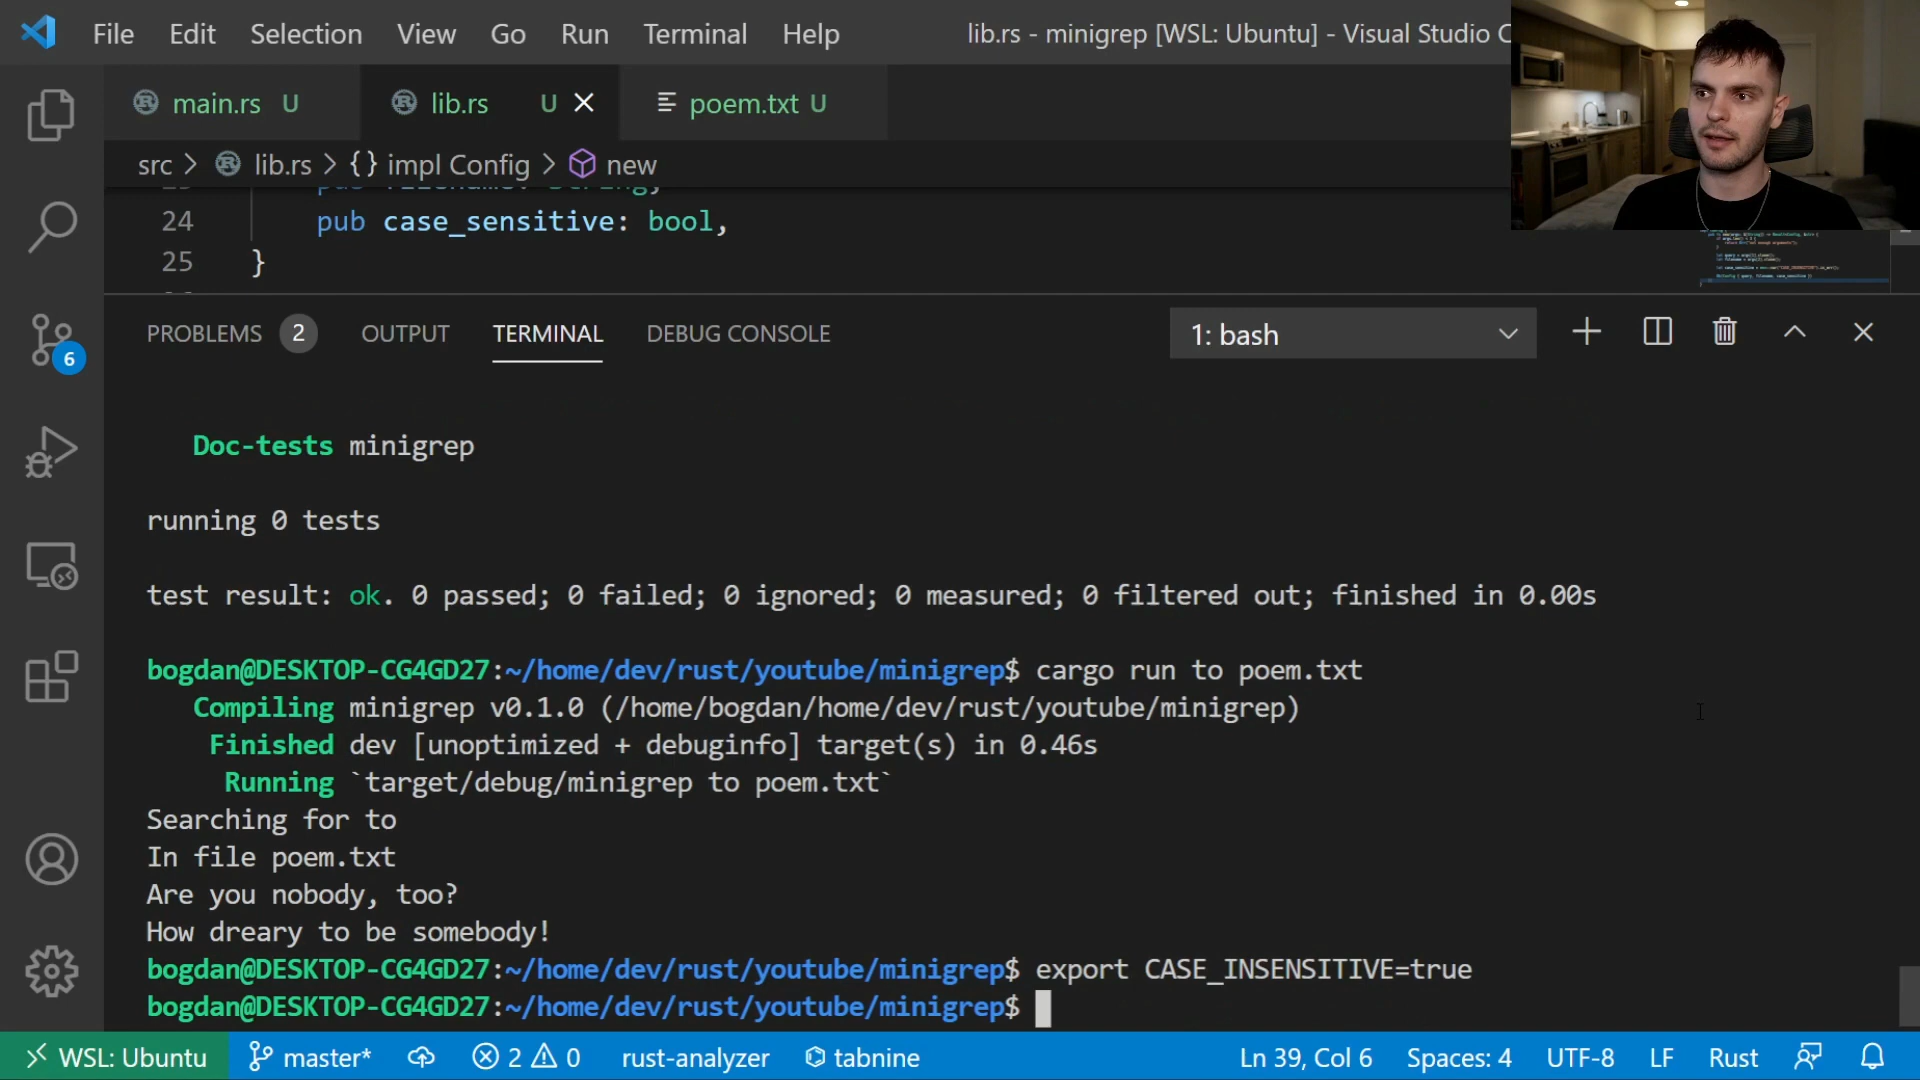 File Edit Selection View Go Run Terminal Help lib.rs - minigrep [WSL: Ubuntu] - Visual Studio
main.rs U lib.rs U poem.txt U
src > lib.rs > {} impl Config > new
24 pub case_sensitive: bool,
25 }
PROBLEMS 2 OUTPUT TERMINAL DEBUG CONSOLE 1: bash
Doc-tests minigrep
running 0 tests
test result: ok. 0 passed; 0 failed; 0 ignored; 0 measured; 0 filtered out; finished in 0.00s
bogdan@DESKTOP-CG4GD27:~/home/dev/rust/youtube/minigrep$ cargo run to poem.txt
Compiling minigrep v0.1.0 (/home/bogdan/home/dev/rust/youtube/minigrep)
Finished dev [unoptimized + debuginfo] target(s) in 0.46s
Running `target/debug/minigrep to poem.txt`
Searching for to
In file poem.txt
Are you nobody, too?
How dreary to be somebody!
bogdan@DESKTOP-CG4GD27:~/home/dev/rust/youtube/minigrep$ export CASE_INSENSITIVE=true
bogdan@DESKTOP-CG4GD27:~/home/dev/rust/youtube/minigrep$
6
WSL: Ubuntu master* 2 0 rust-analyzer tabnine Ln 39, Col 6 Spaces: 4 UTF-8 LF Rust